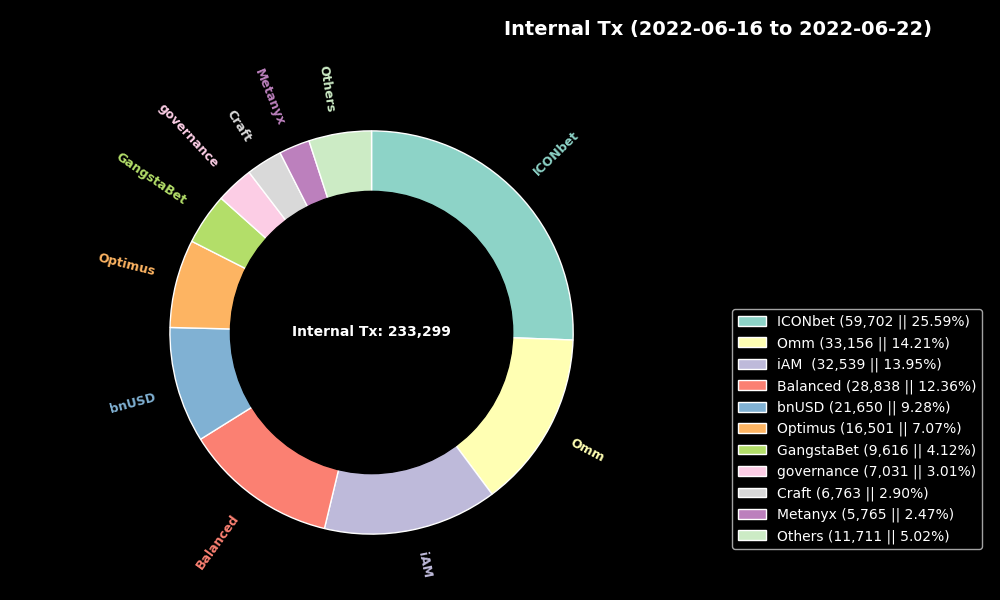 Internal Tx (2022-06-16 to 2022-06-22)
Others
Metanyx
Craft
governance
GangstaBet
Optimus
bnUSD
Balanced
iAM
Omm
ICONbet
Internal Tx: 233,299
ICONbet (59,702 || 25.59%)
Omm (33,156 || 14.21%)
iAM  (32,539 || 13.95%)
Balanced (28,838 || 12.36%)
bnUSD (21,650 || 9.28%)
Optimus (16,501 || 7.07%)
GangstaBet (9,616 || 4.12%)
governance (7,031 || 3.01%)
Craft (6,763 || 2.90%)
Metanyx (5,765 || 2.47%)
Others (11,711 || 5.02%)